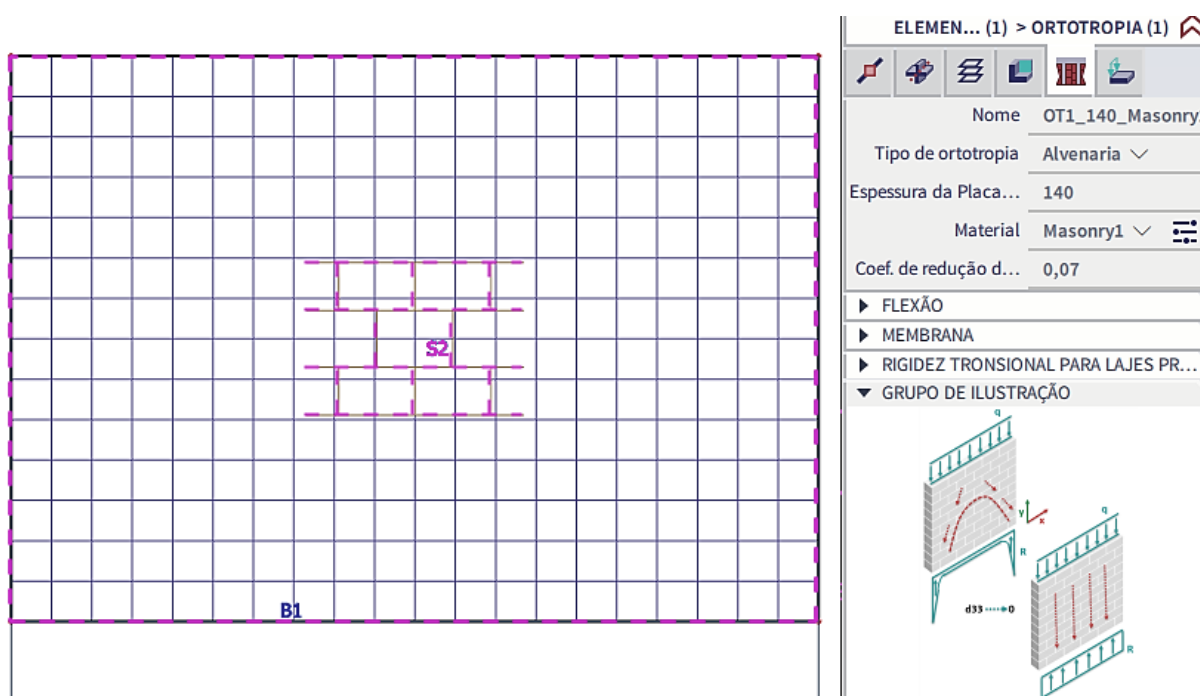 ELEMEN... (1) > ORTOTROPIA (1)
Nome OT1_140_Masonry
Tipo de ortotropia Alvenaria
Espessura da Placa... 140
Material Masonry1
Coef. de redução d... 0,07
FLEXÃO
MEMBRANA
RIGIDEZ TRONSIONAL PARA LAJES PR...
GRUPO DE ILUSTRAÇÃO
q
y
x
q
R
d33 0
R
S2
B1